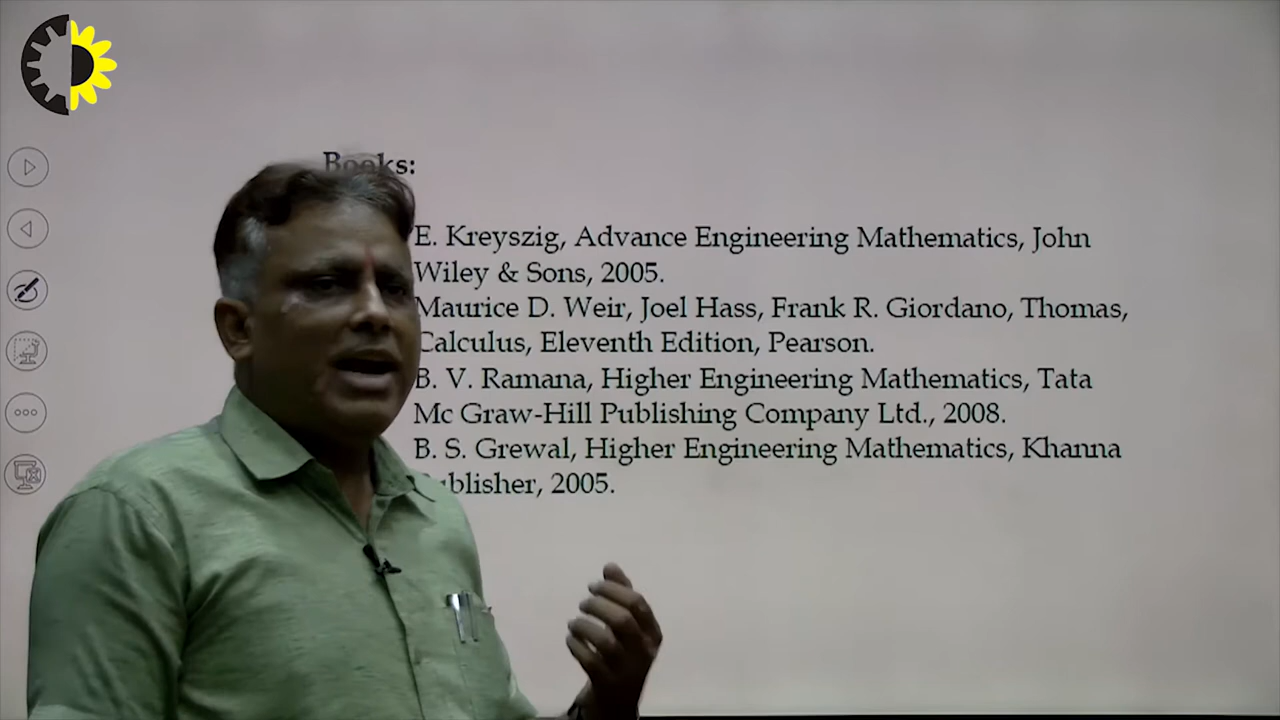 Books:
E. Kreyszig, Advance Engineering Mathematics, John
Wiley & Sons, 2005.
Maurice D. Weir, Joel Hass, Frank R. Giordano, Thomas,
Calculus, Eleventh Edition, Pearson.
B. V. Ramana, Higher Engineering Mathematics, Tata
Mc Graw-Hill Publishing Company Ltd., 2008.
B. S. Grewal, Higher Engineering Mathematics, Khanna
Publisher, 2005.